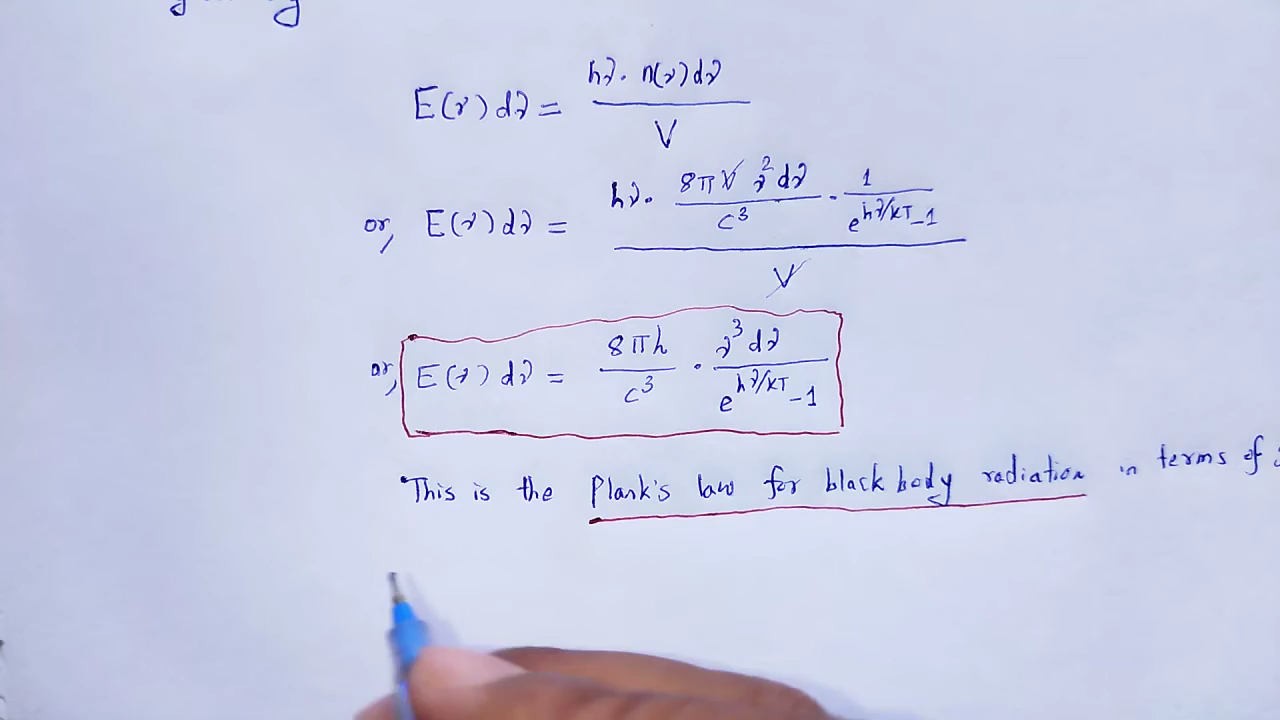 E(ν) dν = hν · n(ν) dν / V
or, E(ν) dν = hν · 8πV ν² dν / c³ · 1 / e^hν/kT - 1 / V
or, E(ν) dν = 8πh / c³ · ν³ dν / e^hν/kT - 1
This is the Plank's law for black body radiation in terms of